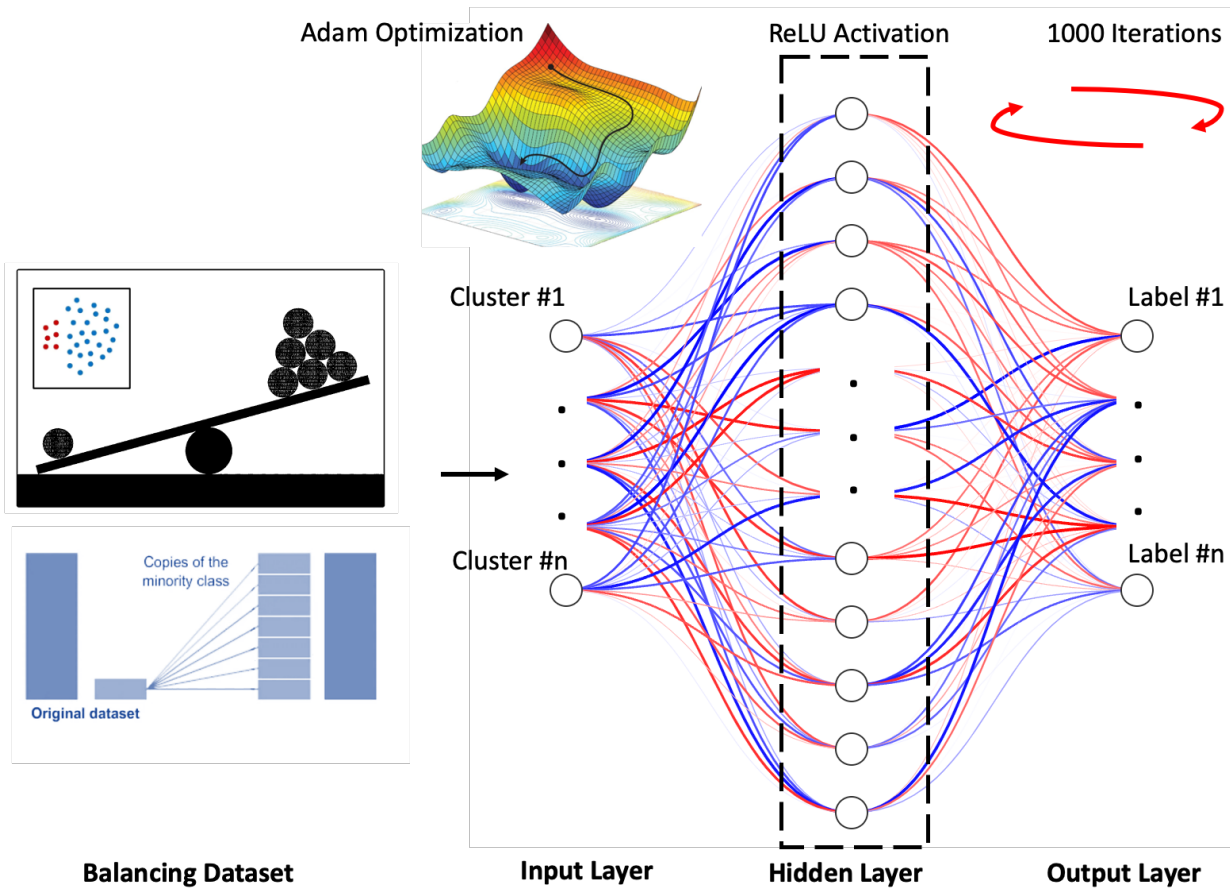 Adam Optimization
ReLU Activation
1000 Iterations
Cluster #1
Label #1
Cluster #n
Label #n
Copies of the
minority class
Original dataset
Balancing Dataset
Input Layer
Hidden Layer
Output Layer